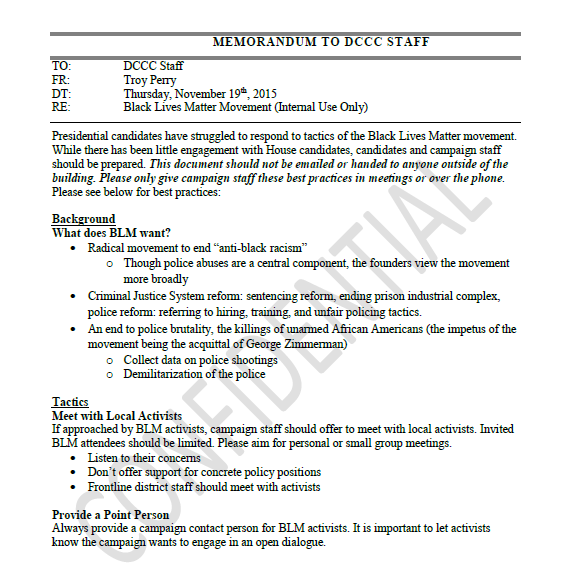 MEMORANDUM TO DCCC STAFF
TO: DCCC Staff
FR: Troy Perry
DT: Thursday, November 19th, 2015
RE: Black Lives Matter Movement (Internal Use Only)
Presidential candidates have struggled to respond to tactics of the Black Lives Matter movement.
While there has been little engagement with House candidates, candidates and campaign staff
should be prepared. This document should not be emailed or handed to anyone outside of the
building. Please only give campaign staff these best practices in meetings or over the phone.
Please see below for best practices:
Background
What does BLM want?
• Radical movement to end “anti-black racism”
o Though police abuses are a central component, the founders view the movement
more broadly
• Criminal Justice System reform: sentencing reform, ending prison industrial complex,
police reform: referring to hiring, training, and unfair policing tactics.
• An end to police brutality, the killings of unarmed African Americans (the impetus of the
movement being the acquittal of George Zimmerman)
o Collect data on police shootings
o Demilitarization of the police
Tactics
Meet with Local Activists
If approached by BLM activists, campaign staff should offer to meet with local activists. Invited
BLM attendees should be limited. Please aim for personal or small group meetings.
• Listen to their concerns
• Don’t offer support for concrete policy positions
• Frontline district staff should meet with activists
Provide a Point Person
Always provide a campaign contact person for BLM activists. It is important to let activists
know the campaign wants to engage in an open dialogue.
CONFIDENTIAL